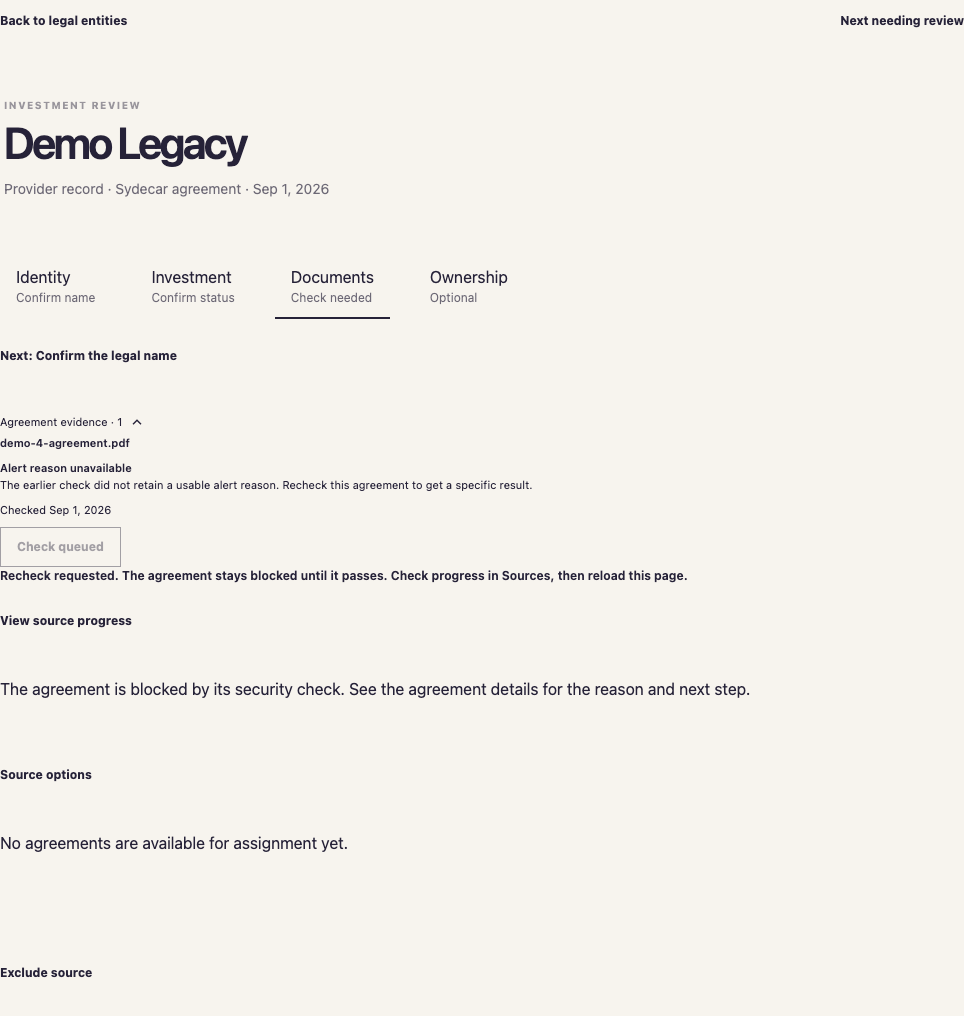 Back to legal entities
Next needing review
INVESTMENT REVIEW
Demo Legacy
Provider record · Sydecar agreement · Sep 1, 2026
Identity
Confirm name
Investment
Confirm status
Documents
Check needed
Ownership
Optional
Next: Confirm the legal name
Agreement evidence · 1
demo-4-agreement.pdf
Alert reason unavailable
The earlier check did not retain a usable alert reason. Recheck this agreement to get a specific result.
Checked Sep 1, 2026
Check queued
Recheck requested. The agreement stays blocked until it passes. Check progress in Sources, then reload this page.
View source progress
The agreement is blocked by its security check. See the agreement details for the reason and next step.
Source options
No agreements are available for assignment yet.
Exclude source